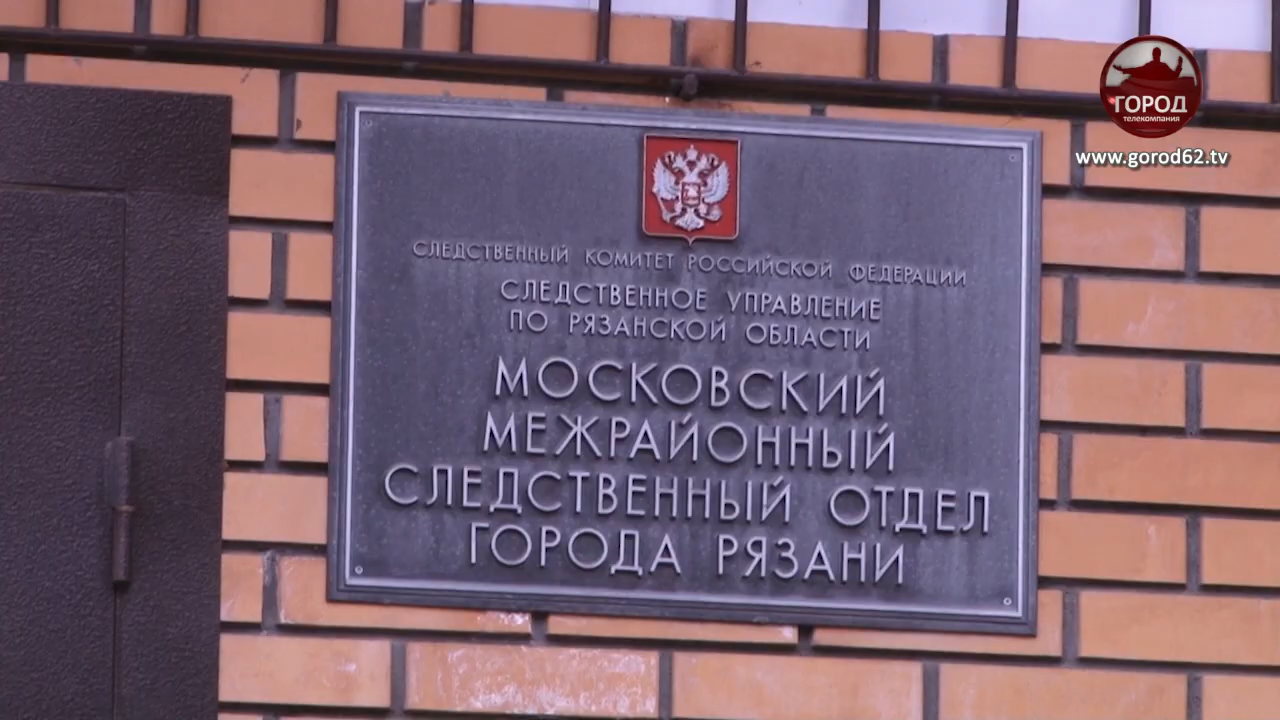 ГОРОД
телекомпания
www.gorod62.tv
СЛЕДСТВЕННЫЙ КОМИТЕТ РОССИЙСКОЙ ФЕДЕРАЦИИ
СЛЕДСТВЕННОЕ УПРАВЛЕНИЕ
ПО РЯЗАНСКОЙ ОБЛАСТИ
МОСКОВСКИЙ
МЕЖРАЙОННЫЙ
СЛЕДСТВЕННЫЙ ОТДЕЛ
ГОРОДА РЯЗАНИ